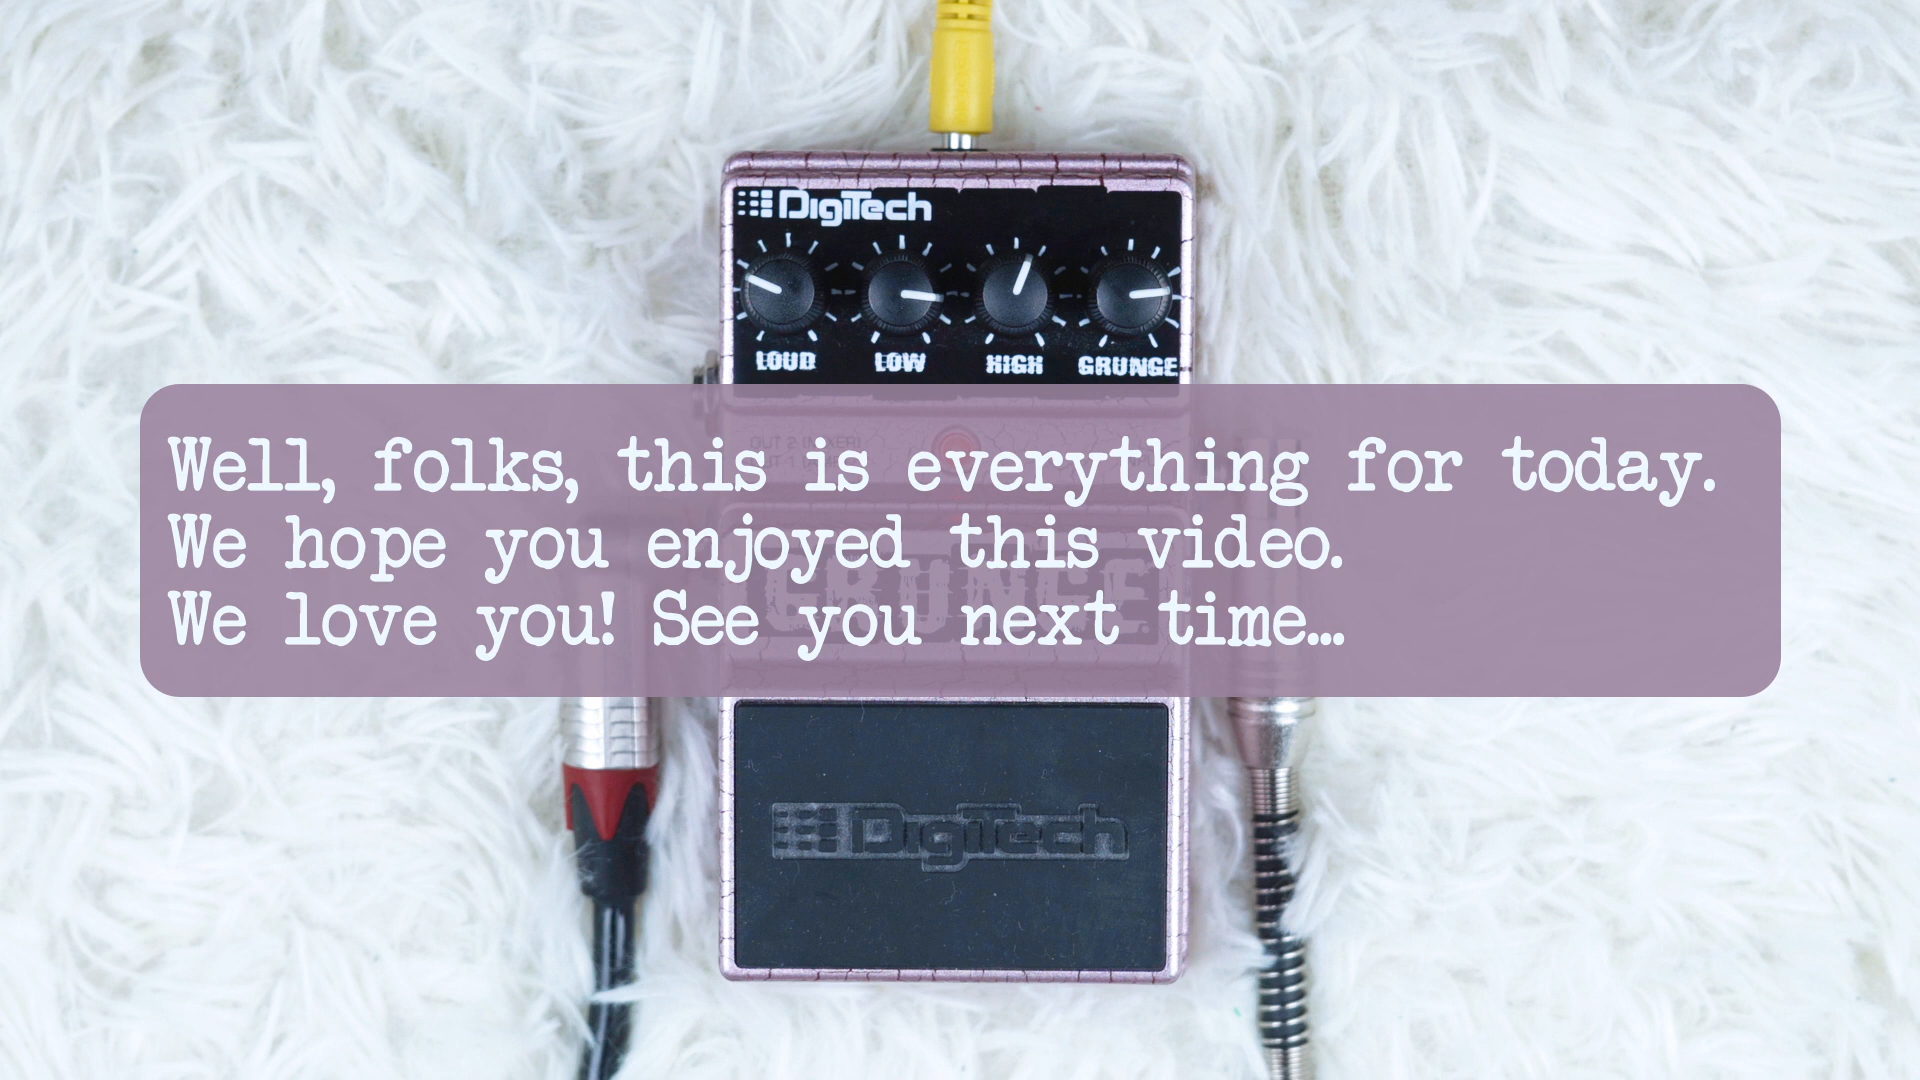 DigiTech
LOUD LOW HIGH GRUNGE
Well, folks, this is everything for today.
We hope you enjoyed this video.
We love you! See you next time...
GRUNGE
DigiTech